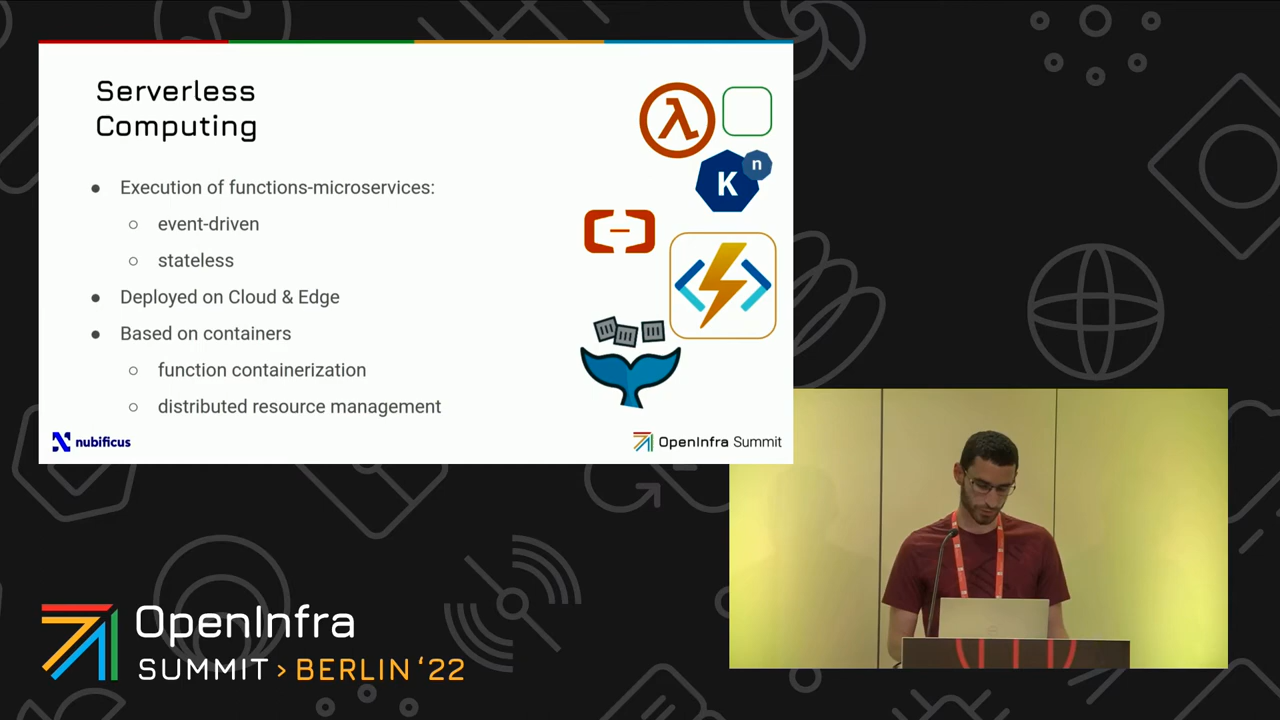 Serverless
Computing
λ
n
K
● Execution of functions-microservices:
○ event-driven
○ stateless
● Deployed on Cloud & Edge
● Based on containers
○ function containerization
○ distributed resource management
nubificus
OpenInfra Summit
OpenInfra
SUMMIT > BERLIN ‘22